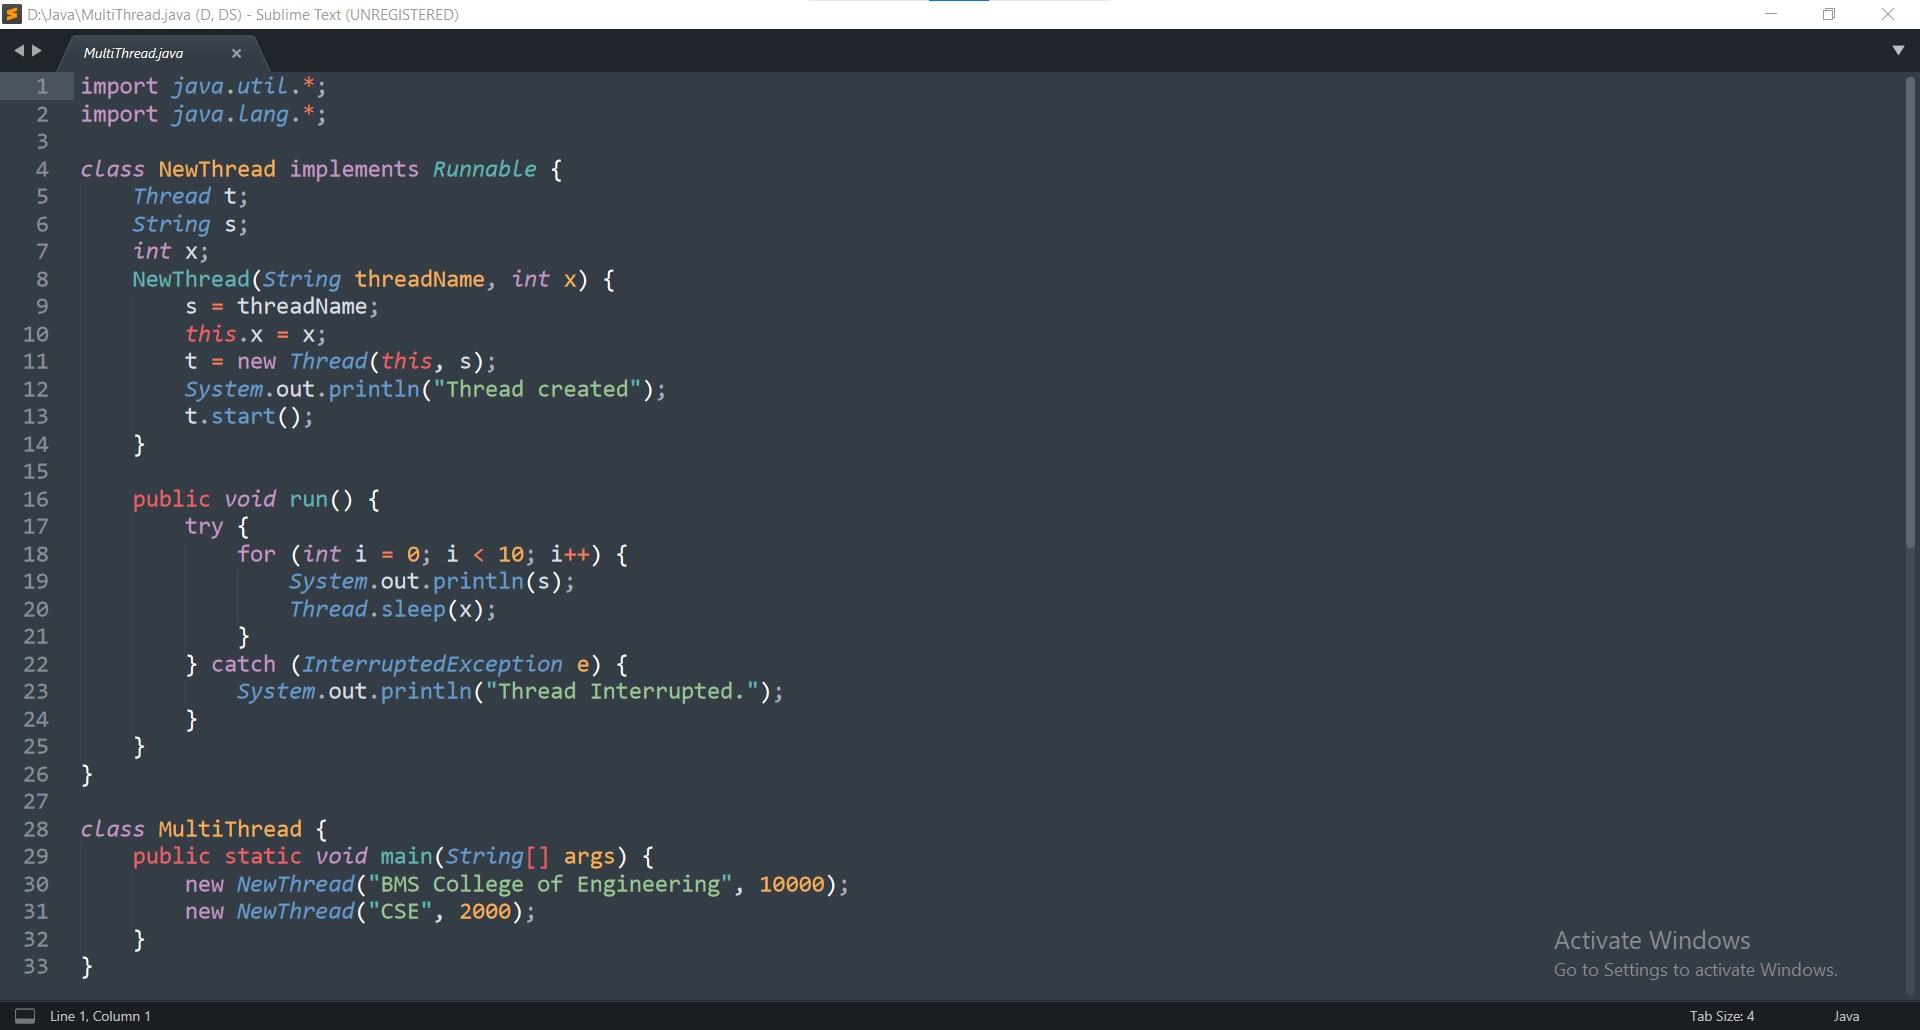 D:\Java\MultiThread.java (D, DS) - Sublime Text (UNREGISTERED)
MultiThread.java
1 import java.util.*;
2 import java.lang.*;
3
4 class NewThread implements Runnable {
5     Thread t;
6     String s;
7     int x;
8     NewThread(String threadName, int x) {
9         s = threadName;
10         this.x = x;
11         t = new Thread(this, s);
12         System.out.println("Thread created");
13         t.start();
14     }
15
16     public void run() {
17         try {
18             for (int i = 0; i < 10; i++) {
19                 System.out.println(s);
20                 Thread.sleep(x);
21             }
22         } catch (InterruptedException e) {
23             System.out.println("Thread Interrupted.");
24         }
25     }
26 }
27
28 class MultiThread {
29     public static void main(String[] args) {
30         new NewThread("BMS College of Engineering", 10000);
31         new NewThread("CSE", 2000);
32     }
33 }
Activate Windows
Go to Settings to activate Windows.
Line 1, Column 1
Tab Size: 4
Java